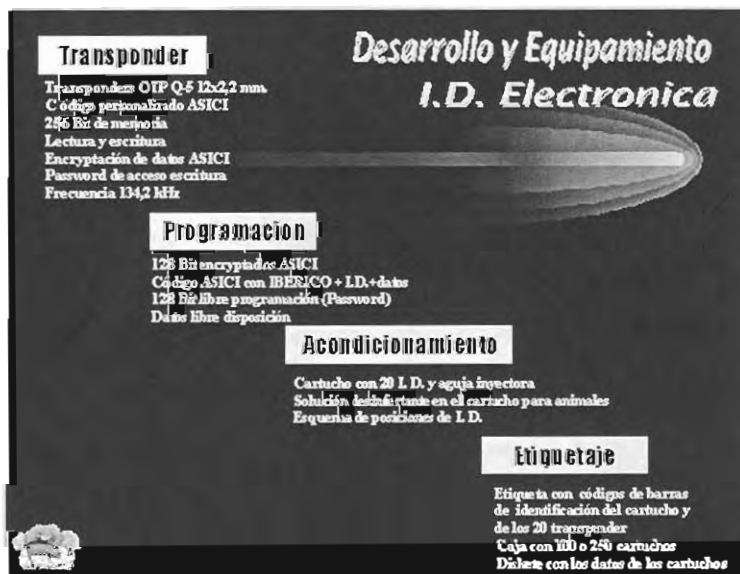 Desarrollo y Equipamiento
I.D. Electronica
Transponder
Transponders OTP Q-5 12x2,2 mm.
Código personalizado ASICI
256 Bit de memoria
Lectura y escritura
Encryptación de datos ASICI
Password de acceso escritura
Frecuencia 134,2 kHz
Programacion
128 Bit encryptados ASICI
Código ASICI con IBÉRICO + I.D.+datos
128 Bit libre programación (Password)
Datos libre disposición
Acondicionamiento
Cartucho con 20 I. D. y aguja inyectora
Solución desinfectante en el cartucho para animales
Esquema de posiciones de I. D.
Etiquetaje
Etiqueta con códigos de barras
de identificación del cartucho y
de los 20 transponder
Caja con 100 o 250 cartuchos
Diskete con los datos de los cartuchos